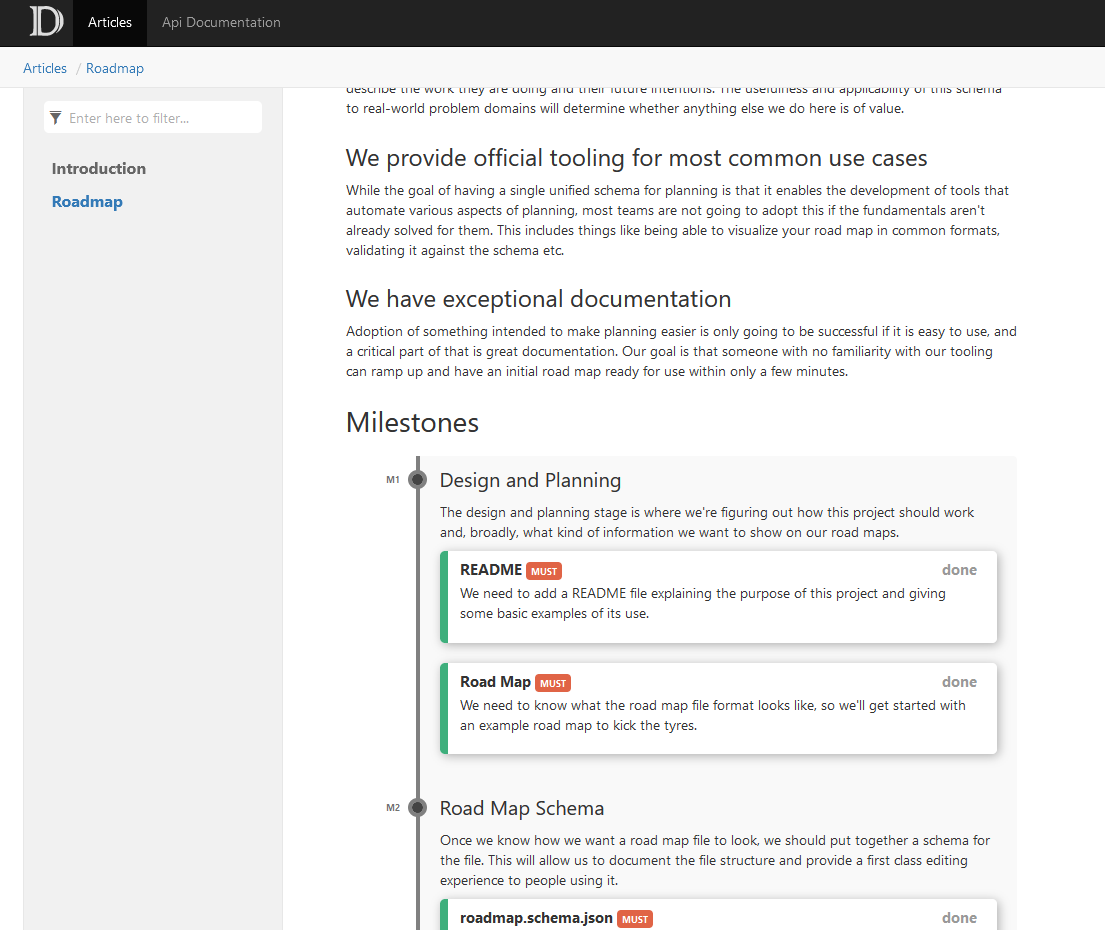 D Articles Api Documentation
Articles / Roadmap
Enter here to filter...
Introduction
Roadmap
describe the work they are doing and their future intentions. The usefulness and applicability of this schema
to real-world problem domains will determine whether anything else we do here is of value.
We provide official tooling for most common use cases
While the goal of having a single unified schema for planning is that it enables the development of tools that
automate various aspects of planning, most teams are not going to adopt this if the fundamentals aren't
already solved for them. This includes things like being able to visualize your road map in common formats,
validating it against the schema etc.
We have exceptional documentation
Adoption of something intended to make planning easier is only going to be successful if it is easy to use, and
a critical part of that is great documentation. Our goal is that someone with no familiarity with our tooling
can ramp up and have an initial road map ready for use within only a few minutes.
Milestones
M1 Design and Planning
The design and planning stage is where we're figuring out how this project should work
and, broadly, what kind of information we want to show on our road maps.
README MUST done
We need to add a README file explaining the purpose of this project and giving
some basic examples of its use.
Road Map MUST done
We need to know what the road map file format looks like, so we'll get started with
an example road map to kick the tyres.
M2 Road Map Schema
Once we know how we want a road map file to look, we should put together a schema for
the file. This will allow us to document the file structure and provide a first class editing
experience to people using it.
roadmap.schema.json MUST done